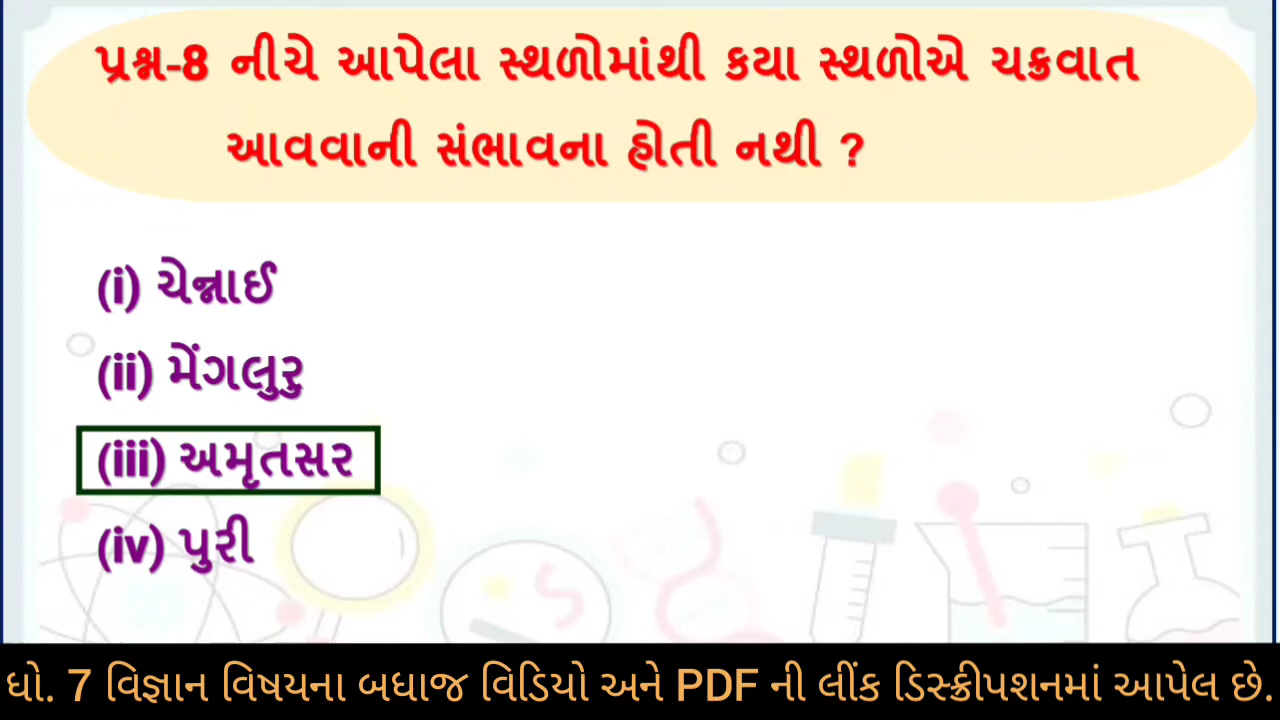 પ્રશ્ન-8 નીચે આપેલા સ્થળોમાંથી કયા સ્થળોએ ચક્રવાત
આવવાની સંભાવના હોતી નથી ?
(i) ચેન્નાઈ
(ii) મેંગલુરુ
(iii) અમૃતસર
(iv) પુરી
ધો. 7 વિજ્ઞાન વિષયના બધાજ વિડિયો અને PDF ની લીંક ડિસ્ક્રીપશનમાં આપેલ છે.